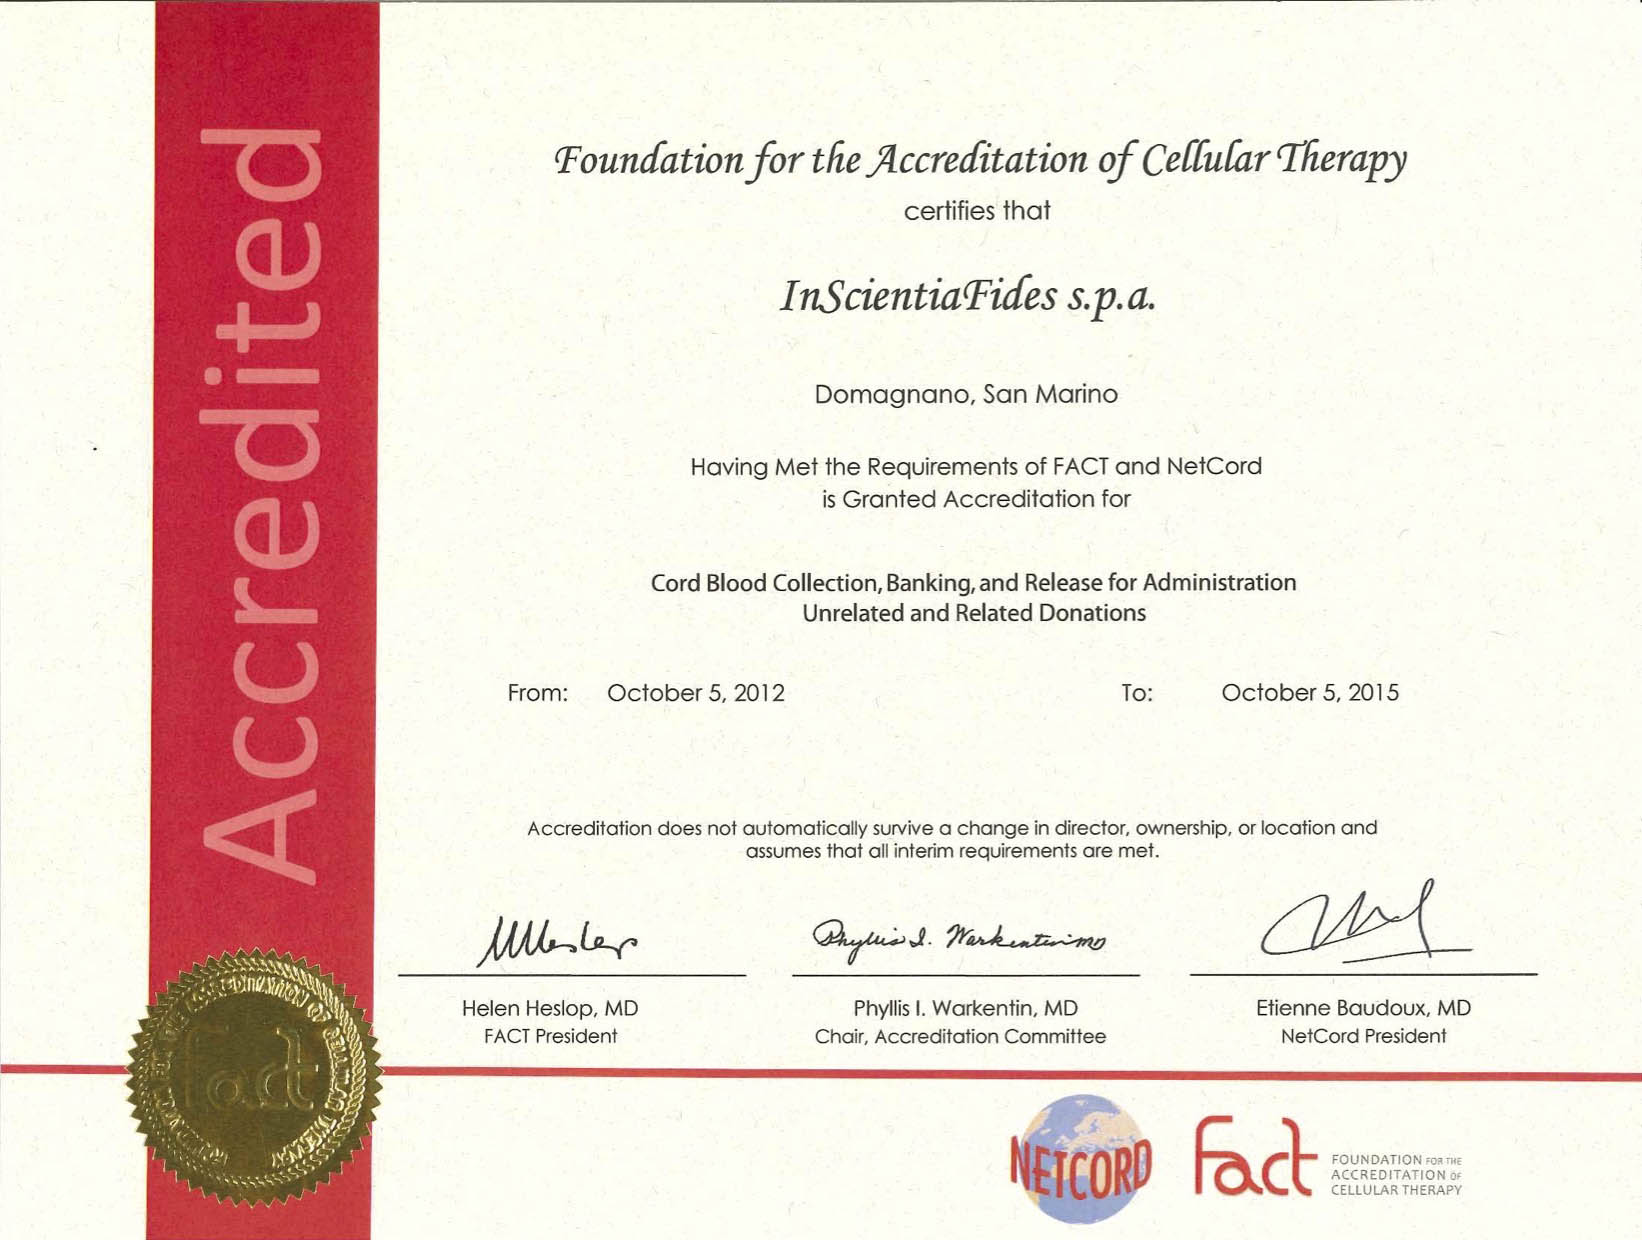 Accredited
Foundation for the Accreditation of Cellular Therapy
certifies that
InScientiaFides s.p.a.
Domagnano, San Marino
Having Met the Requirements of FACT and NetCord
is Granted Accreditation for
Cord Blood Collection, Banking, and Release for Administration
Unrelated and Related Donations
From: October 5, 2012 To: October 5, 2015
Accreditation does not automatically survive a change in director, ownership, or location and
assumes that all interim requirements are met.
Phyllis I. Warkentin MD
Helen Heslop, MD
FACT President
Phyllis I. Warkentin, MD
Chair, Accreditation Committee
Etienne Baudoux, MD
NetCord President
fact
NETCORD
fact
FOUNDATION FOR THE
ACCREDITATION OF
CELLULAR THERAPY